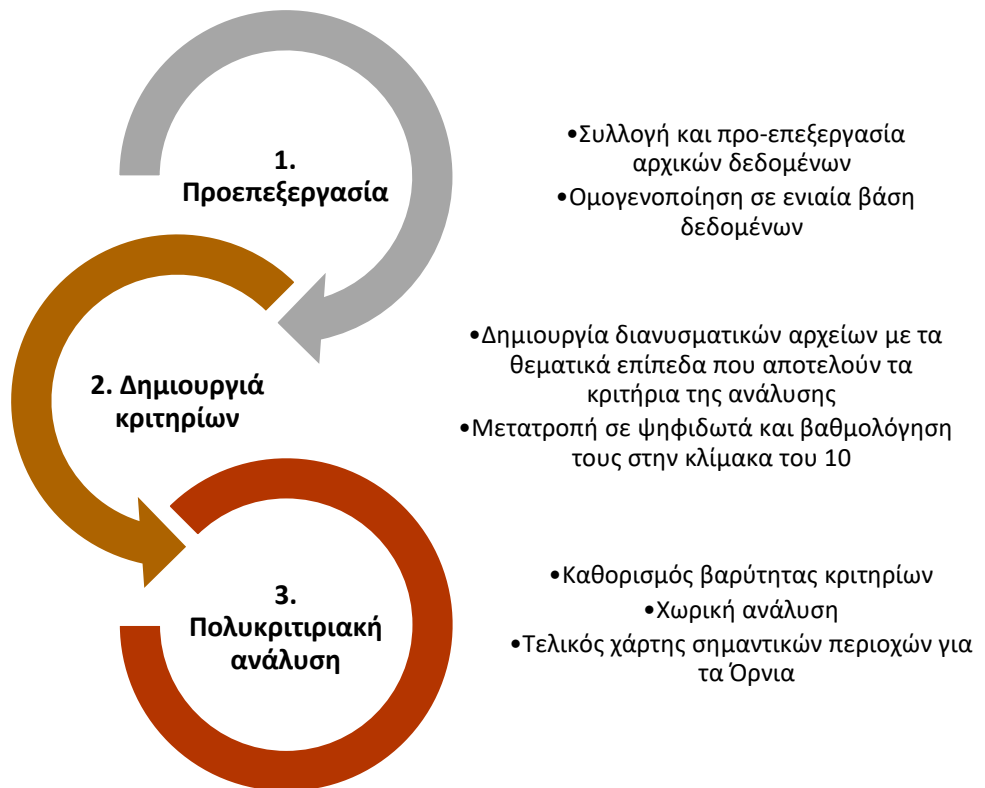 1.
Προεπεξεργασία
•Συλλογή και προ-επεξεργασία
αρχικών δεδομένων
•Ομογενοποίηση σε ενιαία βάση
δεδομένων
2. Δημιουργιά
κριτηρίων
•Δημιουργία διανυσματικών αρχείων με τα
θεματικά επίπεδα που αποτελούν τα
κριτήρια της ανάλυσης
•Μετατροπή σε ψηφιδωτά και βαθμολόγηση
τους στην κλίμακα του 10
3.
Πολυκριτιριακή
ανάλυση
•Καθορισμός βαρύτητας κριτηρίων
•Χωρική ανάλυση
•Τελικός χάρτης σημαντικών περιοχών για
τα Όρνια